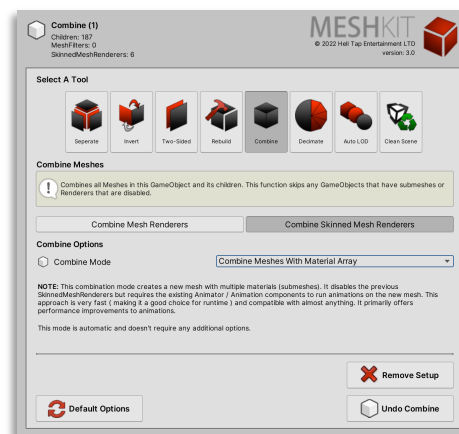 Combine (1)
Children: 187
MeshFilters: 0
SkinnedMeshRenderers: 6
MESHKIT
© 2022 Hell Tap Entertainment LTD
version: 3.0
Select A Tool
Seperate
Invert
Two-Sided
Rebuild
Combine
Decimate
Auto LOD
Clean Scene
Combine Meshes
Combines all Meshes in this GameObject and its children. This function skips any GameObjects that have submeshes or
Renderers that are disabled.
Combine Mesh Renderers
Combine Skinned Mesh Renderers
Combine Options
Combine Mode
Combine Meshes With Material Array
NOTE: This combination mode creates a new mesh with multiple materials (submeshes). It disables the previous
SkinnedMeshRenderers but requires the existing Animator / Animation components to run animations on the new mesh. This
approach is very fast ( making it a good choice for runtime ) and compatible with almost anything. It primarily offers
performance improvements to animations.
This mode is automatic and doesn't require any additional options.
Remove Setup
Default Options
Undo Combine